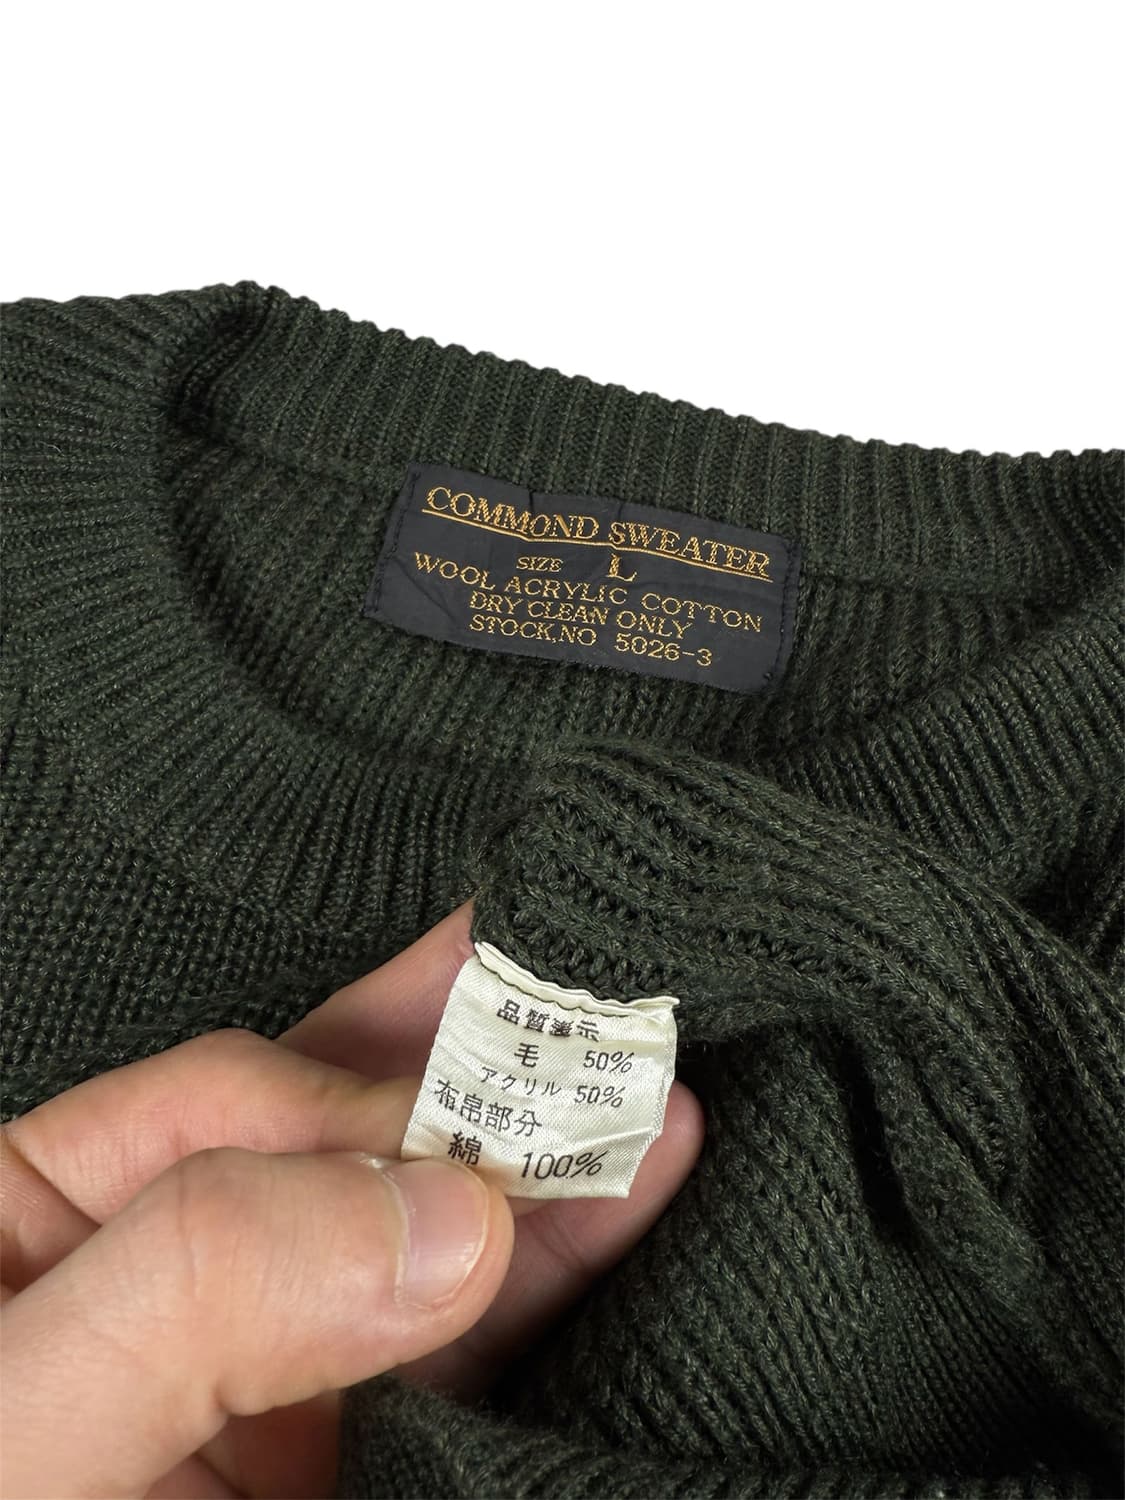 COMMOND SWEATER
SIZE L
WOOL ACRYLIC COTTON
DRY CLEAN ONLY
STOCK.NO 5026-3
品質表示
毛 50%
アクリル 50%
布帛部分
綿 100%